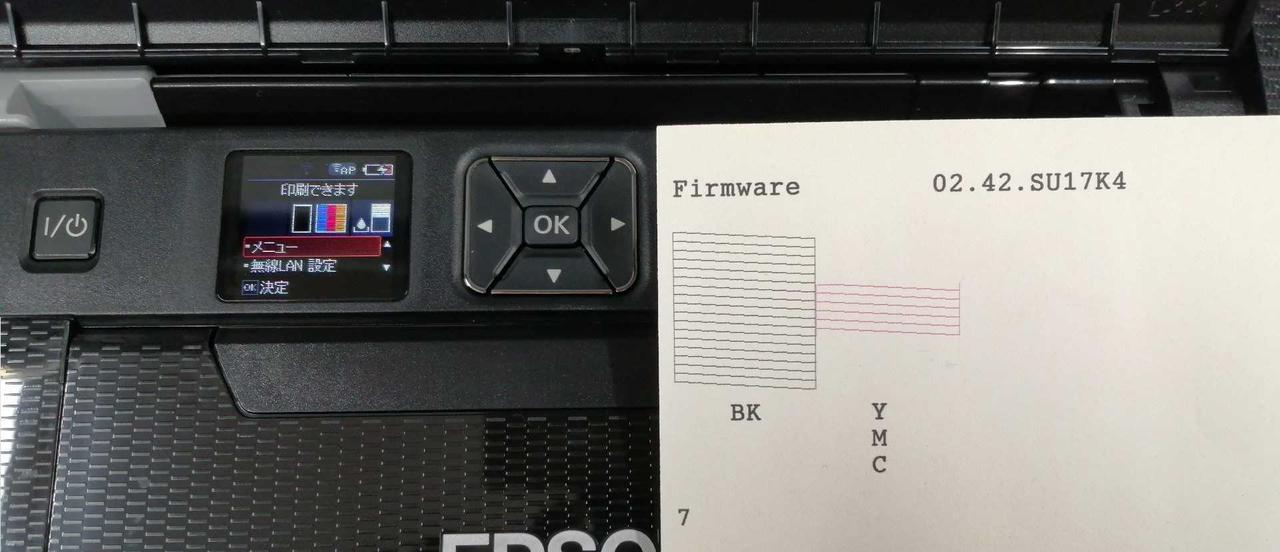 I/⏻
AP
印刷できます
メニュー
無線LAN 設定
OK 決定
OK
EPSO
Firmware 02.42.SU17K4
BK Y
M
C
7